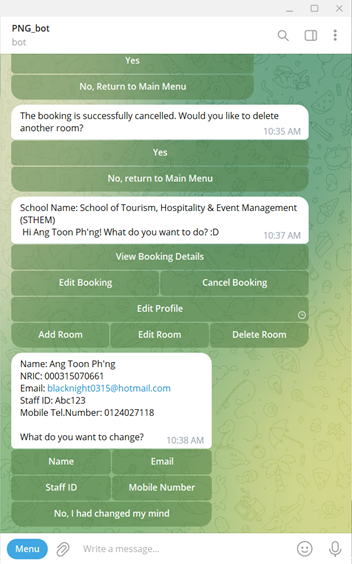 PNG_bot
bot
Yes
No, Return to Main Menu
The booking is successfully cancelled. Would you like to delete
another room?
10:35 AM
Yes
No, return to Main Menu
School Name: School of Tourism, Hospitality & Event Management
(STHEM)
Hi Ang Toon Ph'ng! What do you want to do? :D
10:37 AM
View Booking Details
Edit Booking Cancel Booking
Edit Profile
Add Room Edit Room Delete Room
Name: Ang Toon Ph'ng
NRIC: 000315070661
Email: blacknight0315@hotmail.com
Staff ID: Abc123
Mobile Tel.Number: 0124027118
What do you want to change?
10:38 AM
Name Email
Staff ID Mobile Number
No, I had changed my mind
Menu Write a message...